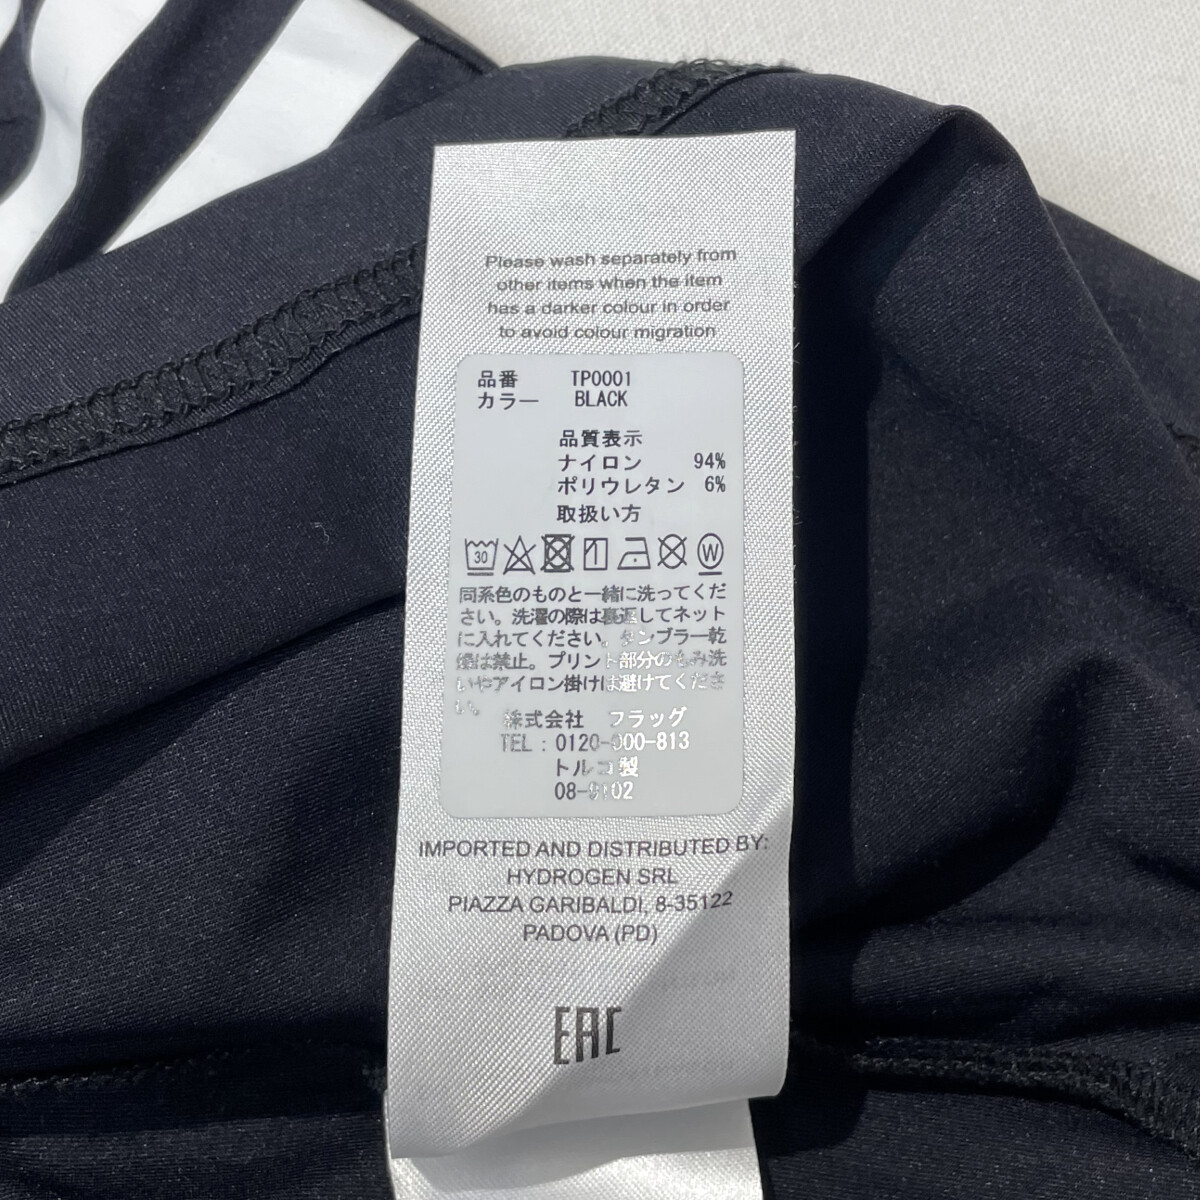 Please wash separately from
other items when the item
has a darker colour in order
to avoid colour migration
品番 TP0001
カラー BLACK
品質表示
ナイロン 94%
ポリウレタン 6%
取扱い方
30 W
同系色のものと一緒に洗ってくだ
さい。洗濯の際は裏返してネット
に入れてください。タンブラー乾
燥は禁止。プリント部分のもみ洗
いやアイロン掛けは避けてくださ
い。
株式会社 フラッグ
TEL : 0120-000-813
トルコ製
IMPORTED AND DISTRIBUTED BY:
HYDROGEN SRL
PIAZZA GARIBALDI, 8-35122
PADOVA (PD)
EAC